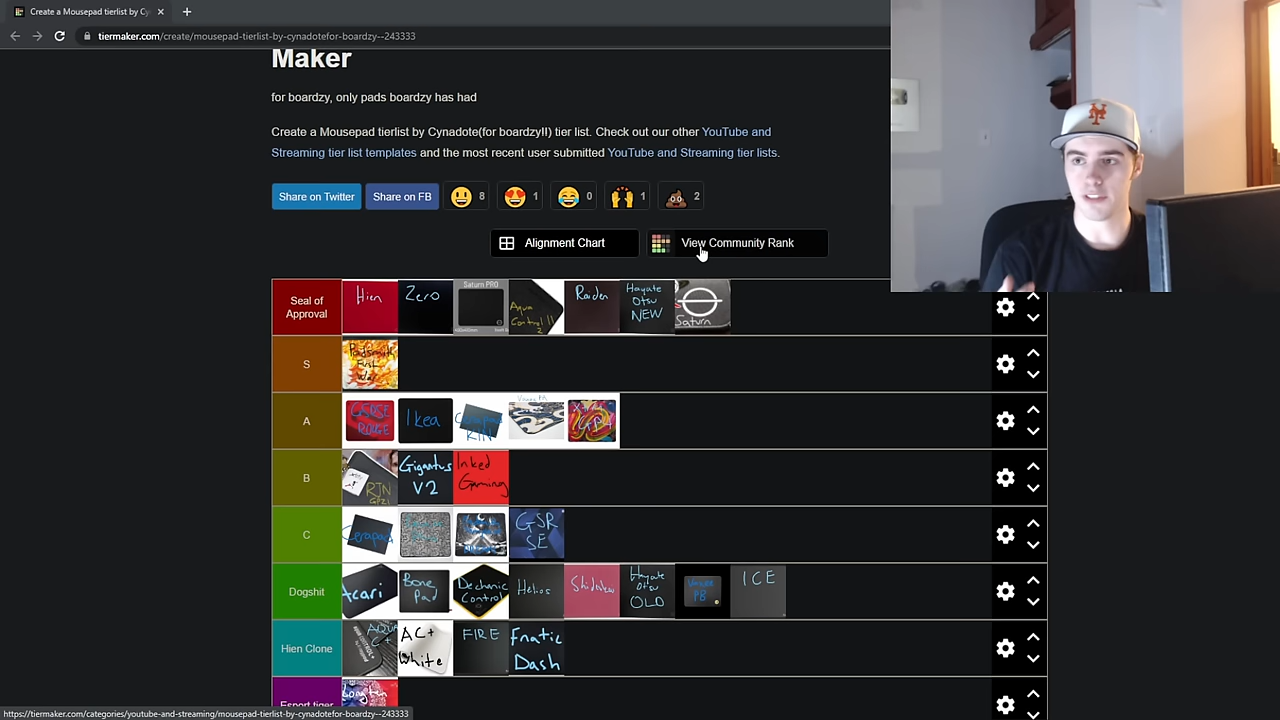 Create a Mousepad tierlist by Cy
tiermaker.com/create/mousepad-tierlist-by-cynadotefor-boardzy--243333
Maker
for boardzy, only pads boardzy has had
Create a Mousepad tierlist by Cynadote(for boardzy!!) tier list. Check out our other YouTube and
Streaming tier list templates and the most recent user submitted YouTube and Streaming tier lists.
Share on Twitter
Share on FB
8
1
0
1
2
Alignment Chart
View Community Rank
Seal of
Approval
Hien
Zero
Saturn PRO
Aqua
Control II
2
Raiden
Hayate
Otsu
NEW
Saturn
S
A
Ikea
B
RJN
Gigantus
V2
Inked
Gaming
C
Cerapad
GSR
SE
Dogshit
Acari
Bone
Pad
Dechanic
Control
Helios
Shidenkai
Hayate
Otsu
OLD
ICE
Hien Clone
AC+
White
FIRE
Fnatic
Dash
Esport tiger
https://tiermaker.com/categories/youtube-and-streaming/mousepad-tierlist-by-cynadotefor-boardzy--243333